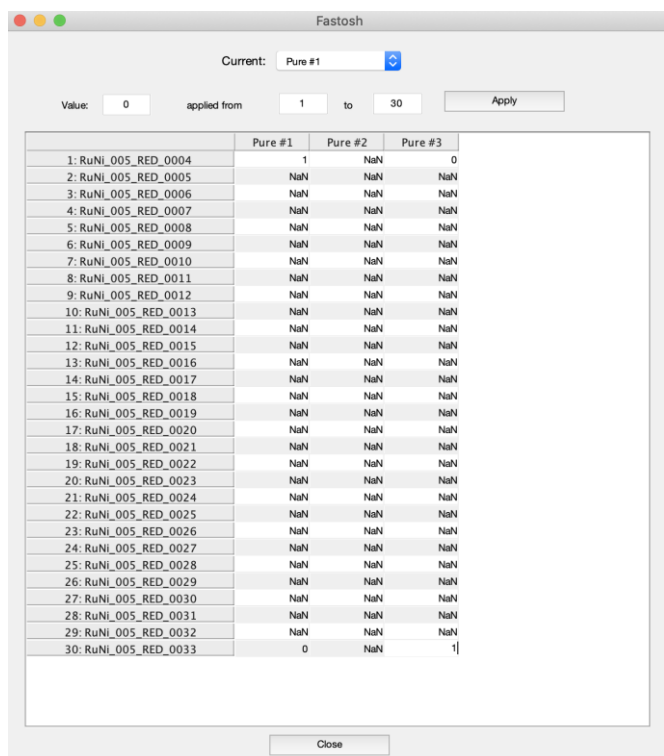 Fastosh
Current: Pure #1
Value: 0 applied from 1 to 30 Apply
Pure #1 Pure #2 Pure #3
1: RuNi_005_RED_0004 1 NaN 0
2: RuNi_005_RED_0005 NaN NaN NaN
3: RuNi_005_RED_0006 NaN NaN NaN
4: RuNi_005_RED_0007 NaN NaN NaN
5: RuNi_005_RED_0008 NaN NaN NaN
6: RuNi_005_RED_0009 NaN NaN NaN
7: RuNi_005_RED_0010 NaN NaN NaN
8: RuNi_005_RED_0011 NaN NaN NaN
9: RuNi_005_RED_0012 NaN NaN NaN
10: RuNi_005_RED_0013 NaN NaN NaN
11: RuNi_005_RED_0014 NaN NaN NaN
12: RuNi_005_RED_0015 NaN NaN NaN
13: RuNi_005_RED_0016 NaN NaN NaN
14: RuNi_005_RED_0017 NaN NaN NaN
15: RuNi_005_RED_0018 NaN NaN NaN
16: RuNi_005_RED_0019 NaN NaN NaN
17: RuNi_005_RED_0020 NaN NaN NaN
18: RuNi_005_RED_0021 NaN NaN NaN
19: RuNi_005_RED_0022 NaN NaN NaN
20: RuNi_005_RED_0023 NaN NaN NaN
21: RuNi_005_RED_0024 NaN NaN NaN
22: RuNi_005_RED_0025 NaN NaN NaN
23: RuNi_005_RED_0026 NaN NaN NaN
24: RuNi_005_RED_0027 NaN NaN NaN
25: RuNi_005_RED_0028 NaN NaN NaN
26: RuNi_005_RED_0029 NaN NaN NaN
27: RuNi_005_RED_0030 NaN NaN NaN
28: RuNi_005_RED_0031 NaN NaN NaN
29: RuNi_005_RED_0032 NaN NaN NaN
30: RuNi_005_RED_0033 0 NaN 1
Close